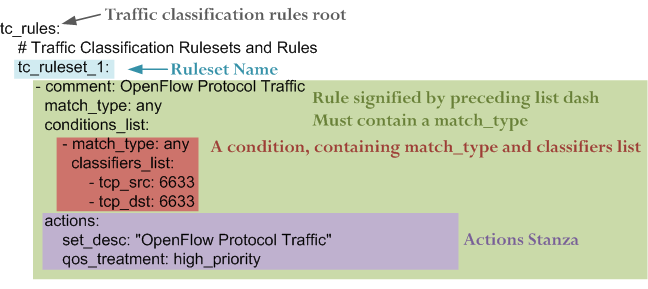 Traffic classification rules root
tc_rules:
# Traffic Classification Rulesets and Rules
tc_ruleset_1:
Ruleset Name
- comment: OpenFlow Protocol Traffic
Rule signified by preceding list dash
match_type: any
Must contain a match_type
conditions_list:
- match_type: any
A condition, containing match_type and classifiers list
classifiers_list:
- tcp_src: 6633
- tcp_dst: 6633
actions:
set_desc: "OpenFlow Protocol Traffic"
Actions Stanza
qos_treatment: high_priority